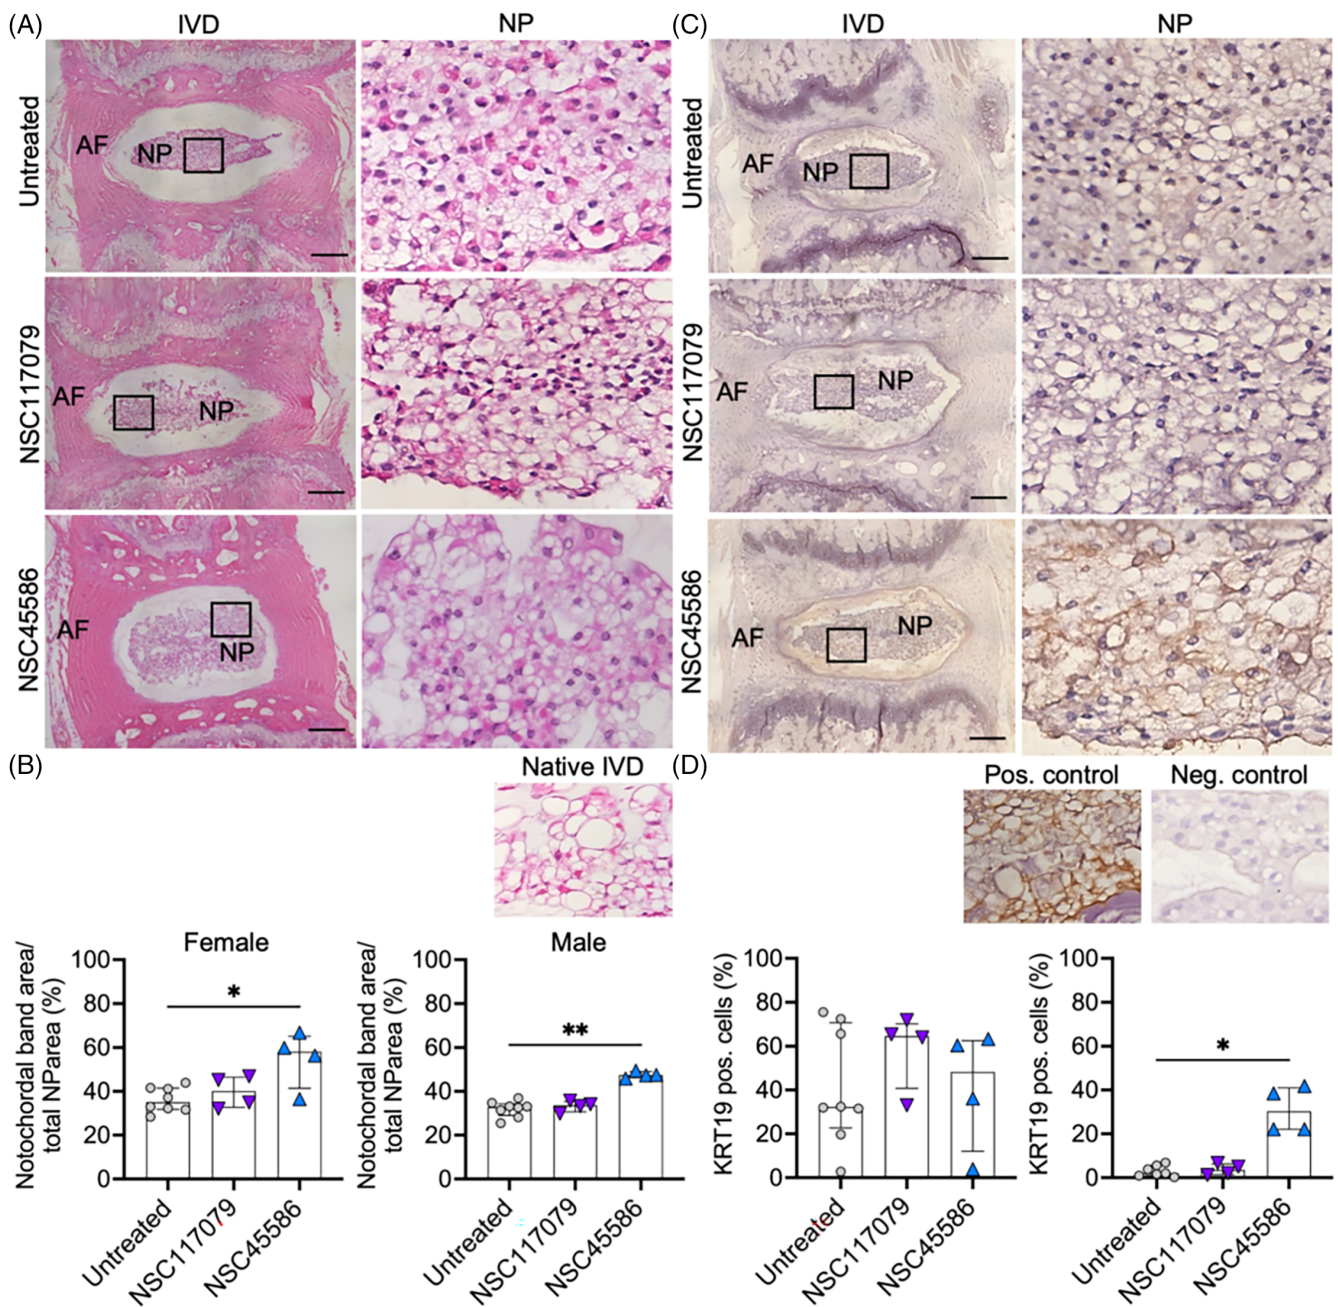 (A)
IVD
NP
Untreated
AF
NP
NSC117079
AF
NP
NSC45586
AF
NP
(C)
IVD
NP
Untreated
AF
NP
NSC117079
AF
NP
NSC45586
AF
NP
(B)
Native IVD
Female
Notochordal band area/
total NParea (%)
100
80
60
40
20
0
*
Untreated
NSC117079
NSC45586
Male
Notochordal band area/
total NParea (%)
100
80
60
40
20
0
**
Untreated
NSC117079
NSC45586
(D)
Pos. control
Neg. control
KRT19 pos. cells (%)
100
80
60
40
20
0
Untreated
NSC117079
NSC45586
KRT19 pos. cells (%)
100
80
60
40
20
0
*
Untreated
NSC117079
NSC45586